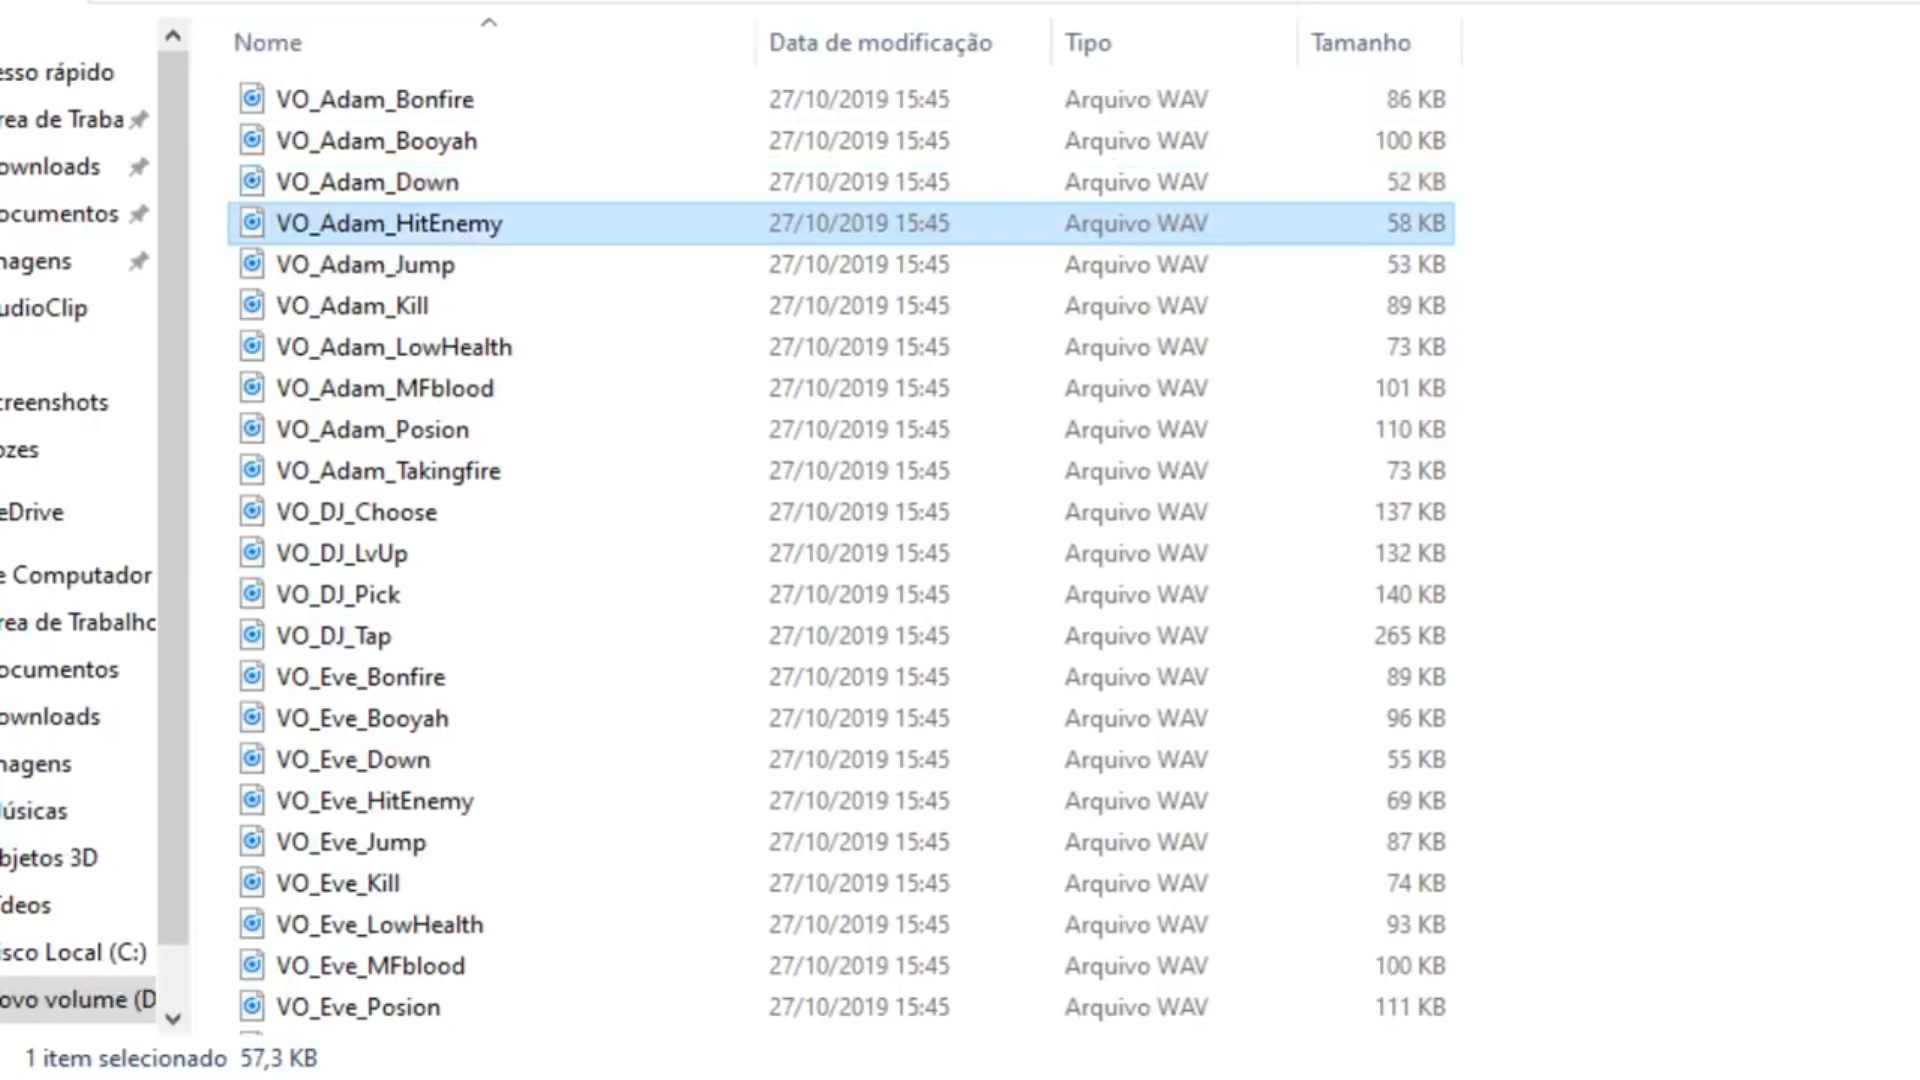 Nome Data de modificação Tipo Tamanho
esso rápido
rea de Traba
ownloads
ocumentos
nagens
udioClip
creenshots
ozes
eDrive
e Computador
rea de Trabalho
ocumentos
ownloads
nagens
úsicas
bjetos 3D
ídeos
isco Local (C:)
ovo volume (D
VO_Adam_Bonfire 27/10/2019 15:45 Arquivo WAV 86 KB
VO_Adam_Booyah 27/10/2019 15:45 Arquivo WAV 100 KB
VO_Adam_Down 27/10/2019 15:45 Arquivo WAV 52 KB
VO_Adam_HitEnemy 27/10/2019 15:45 Arquivo WAV 58 KB
VO_Adam_Jump 27/10/2019 15:45 Arquivo WAV 53 KB
VO_Adam_Kill 27/10/2019 15:45 Arquivo WAV 89 KB
VO_Adam_LowHealth 27/10/2019 15:45 Arquivo WAV 73 KB
VO_Adam_MFblood 27/10/2019 15:45 Arquivo WAV 101 KB
VO_Adam_Posion 27/10/2019 15:45 Arquivo WAV 110 KB
VO_Adam_Takingfire 27/10/2019 15:45 Arquivo WAV 73 KB
VO_DJ_Choose 27/10/2019 15:45 Arquivo WAV 137 KB
VO_DJ_LvUp 27/10/2019 15:45 Arquivo WAV 132 KB
VO_DJ_Pick 27/10/2019 15:45 Arquivo WAV 140 KB
VO_DJ_Tap 27/10/2019 15:45 Arquivo WAV 265 KB
VO_Eve_Bonfire 27/10/2019 15:45 Arquivo WAV 89 KB
VO_Eve_Booyah 27/10/2019 15:45 Arquivo WAV 96 KB
VO_Eve_Down 27/10/2019 15:45 Arquivo WAV 55 KB
VO_Eve_HitEnemy 27/10/2019 15:45 Arquivo WAV 69 KB
VO_Eve_Jump 27/10/2019 15:45 Arquivo WAV 87 KB
VO_Eve_Kill 27/10/2019 15:45 Arquivo WAV 74 KB
VO_Eve_LowHealth 27/10/2019 15:45 Arquivo WAV 93 KB
VO_Eve_MFblood 27/10/2019 15:45 Arquivo WAV 100 KB
VO_Eve_Posion 27/10/2019 15:45 Arquivo WAV 111 KB
1 item selecionado 57,3 KB